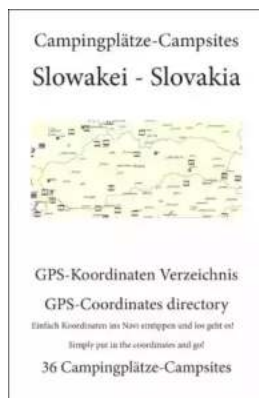 Campingplätze-Campsites
Slowakei - Slovakia
GPS-Koordinaten Verzeichnis
GPS-Coordinates directory
Einfach Koordinaten ins Navi eintippen und los geht es!
Simply put in the coordinates and go!
36 Campingplätze-Campsites